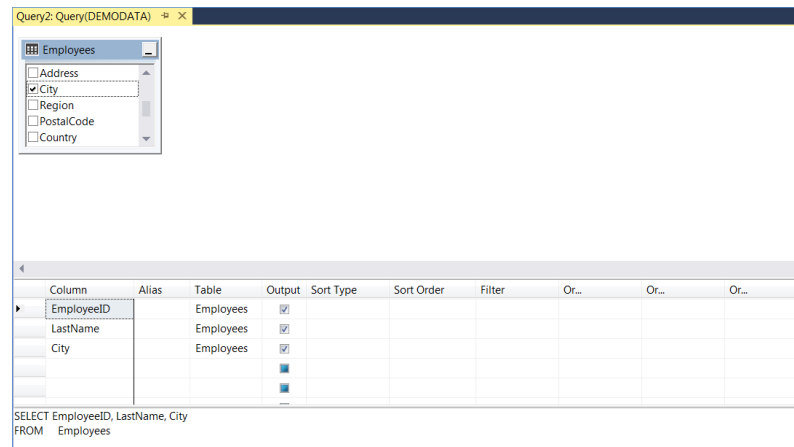 Query2: Query(DEMODATA)
Employees
Address
City
Region
PostalCode
Country
Column Alias Table Output Sort Type Sort Order Filter Or... Or... Or...
EmployeeID Employees
LastName Employees
City Employees
SELECT EmployeeID, LastName, City
FROM Employees